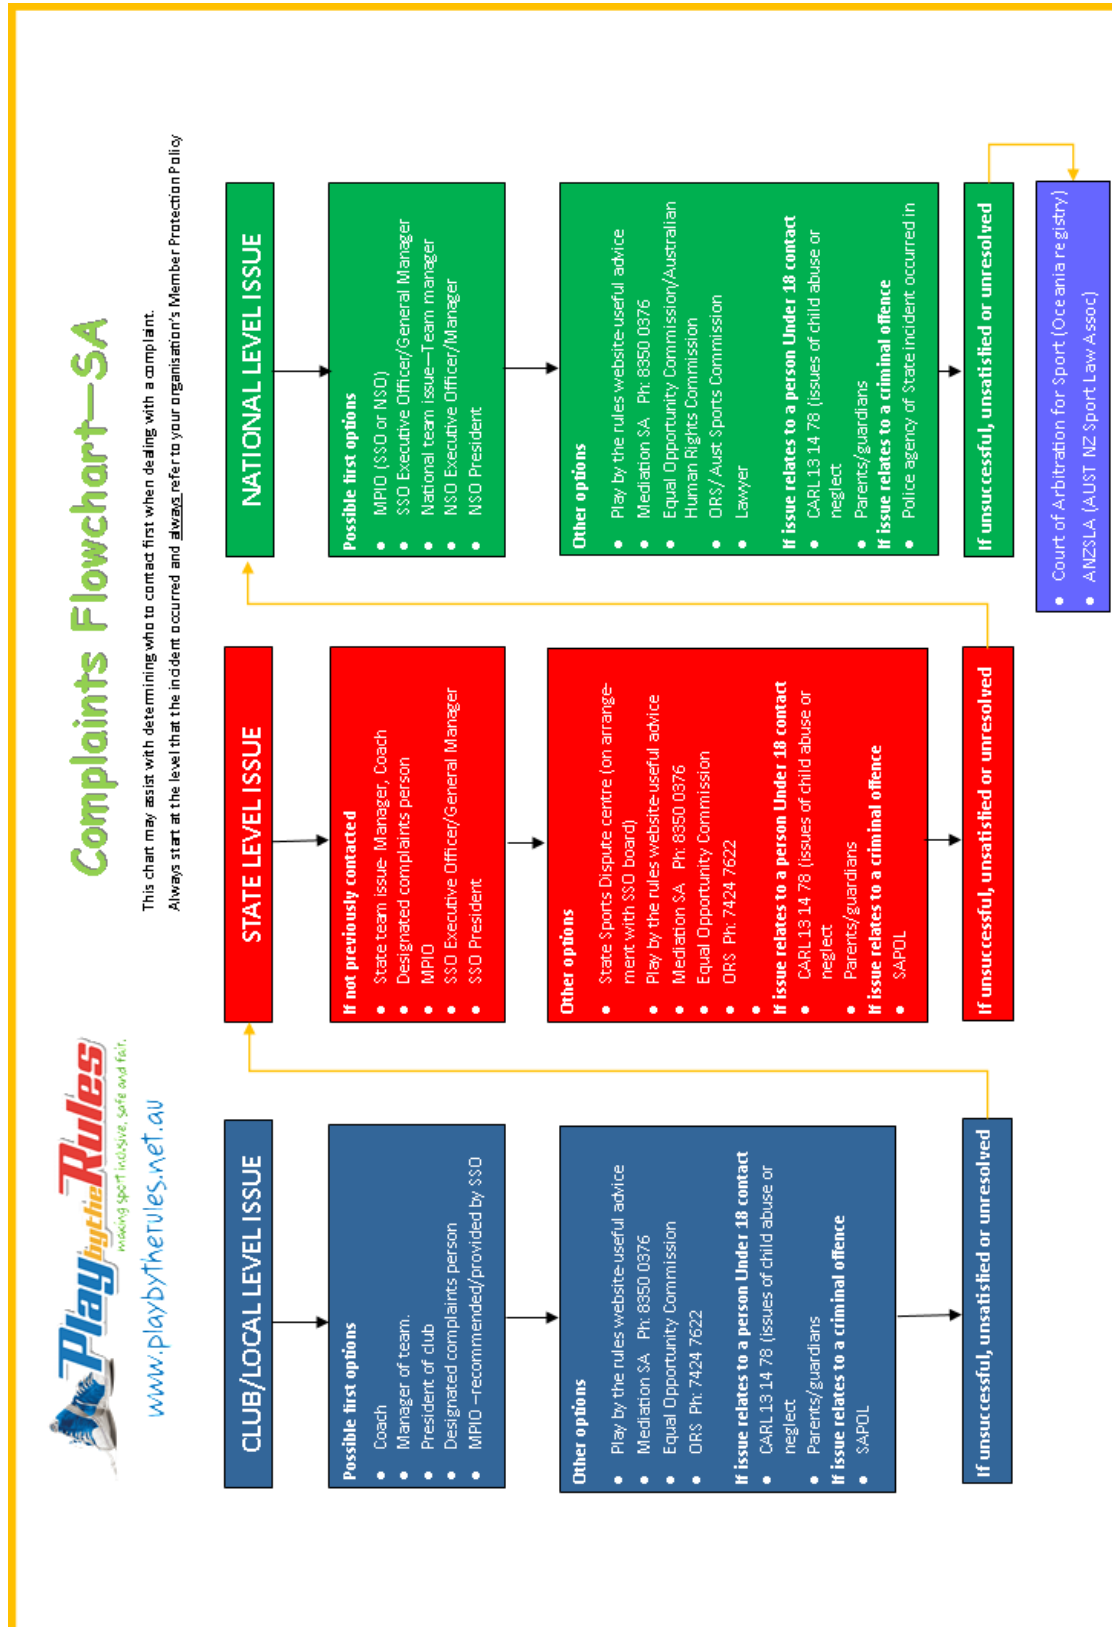 Play by the Rules
making sport inclusive, safe and fair.
www.playbytherules.net.au
Complaints Flowchart—SA
This chart may assist with determining who to contact first when dealing with a complaint.
Always start at the level that the incident occurred and always refer to your organisation's Member Protection Policy
CLUB/LOCAL LEVEL ISSUE
Possible first options
● Coach
● Manager of team.
● President of club
● Designated complaints person
● MPIO –recommended/provided by SSO
Other options
● Play by the rules website-useful advice
● Mediation SA Ph: 8350 0376
● Equal Opportunity Commission
● ORS Ph: 7424 7622
If issue relates to a person Under 18 contact
● CARL 13 14 78 (issues of child abuse or
neglect
● Parents/guardians
If issue relates to a criminal offence
● SAPOL
If unsuccessful, unsatisfied or unresolved
STATE LEVEL ISSUE
If not previously contacted
● State team issue- Manager, Coach
● Designated complaints person
● MPIO
● SSO Executive Officer/General Manager
● SSO President
Other options
● State Sports Dispute centre (on arrange-
ment with SSO board)
● Play by the rules website-useful advice
● Mediation SA Ph: 8350 0376
● Equal Opportunity Commission
● ORS Ph: 7424 7622
●
If issue relates to a person Under 18 contact
● CARL 13 14 78 (issues of child abuse or
neglect
● Parents/guardians
If issue relates to a criminal offence
● SAPOL
If unsuccessful, unsatisfied or unresolved
NATIONAL LEVEL ISSUE
Possible first options
● MPIO (SSO or NSO)
● SSO Executive Officer/General Manager
● National team issue—Team manager
● NSO Executive Officer/Manager
● NSO President
Other options
● Play by the rules website-useful advice
● Mediation SA Ph: 8350 0376
● Equal Opportunity Commission/Australian
Human Rights Commission
● ORS/ Aust Sports Commission
● Lawyer
If issue relates to a person Under 18 contact
● CARL 13 14 78 (issues of child abuse or
neglect
● Parents/guardians
If issue relates to a criminal offence
● Police agency of State incident occurred in
If unsuccessful, unsatisfied or unresolved
● Court of Arbitration for Sport (Oceania registry)
● ANZSLA (AUST NZ Sport Law Assoc)